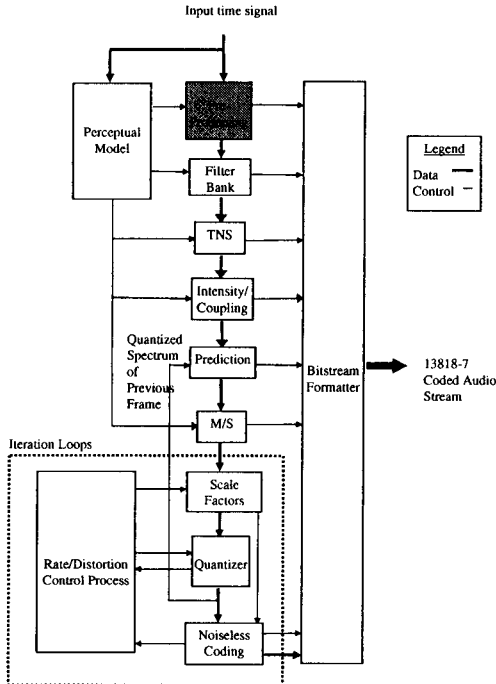 Input time signal
Perceptual
Model
Filter
Bank
TNS
Intensity/
Coupling
Quantized
Spectrum
of
Previous
Frame
Prediction
M/S
Bitstream
Formatter
Legend
Data
Control
13818-7
Coded Audio
Stream
Iteration Loops
Scale
Factors
Rate/Distortion
Control Process
Quantizer
Noiseless
Coding